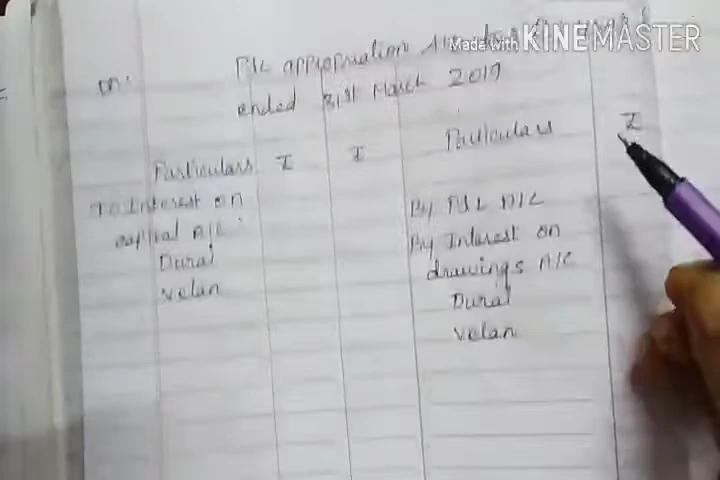 Made with KINEMASTER
Dr. P/L appropriation A/c
ended 31st March 2019
Particulars ₹ ₹ Particulars ₹
To Interest on
capital A/C:
Durai
Velan
By P&L A/C
By Interest on
drawings A/C
Durai
Velan